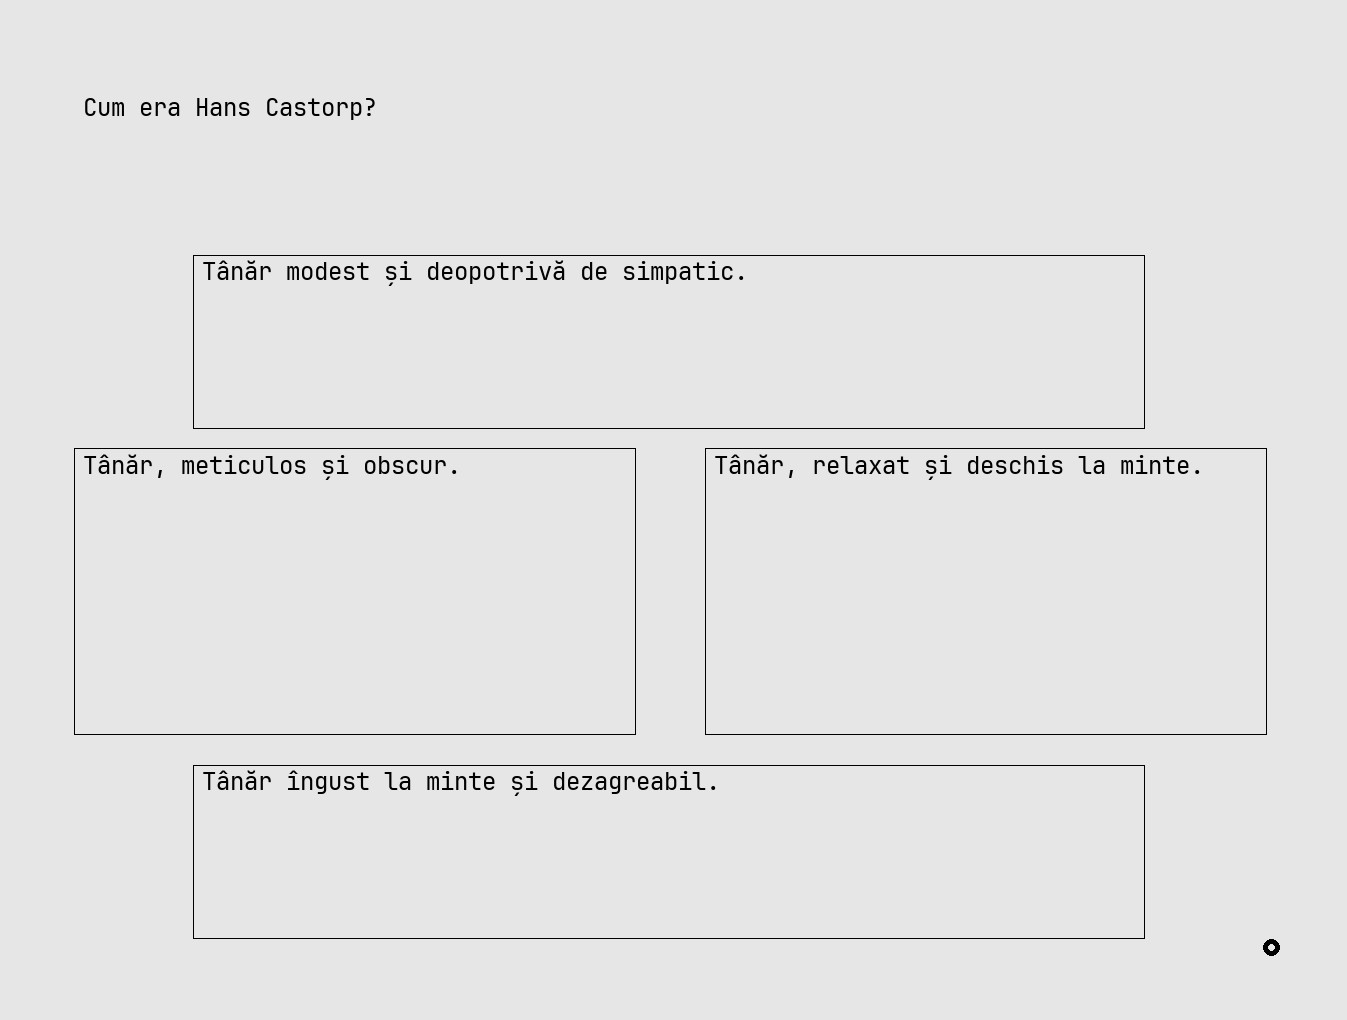 Cum era Hans Castorp?
Tânăr modest și deopotrivă de simpatic.
Tânăr, meticulos și obscur.
Tânăr, relaxat și deschis la minte.
Tânăr îngust la minte și dezagreabil.